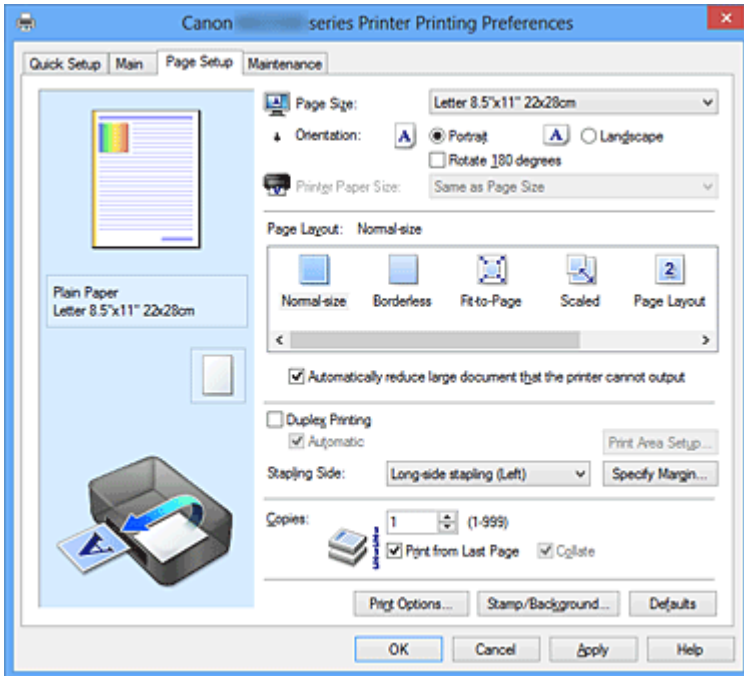 Canon series Printer Printing Preferences
Quick Setup Main Page Setup Maintenance
Page Size: Letter 8.5"x11" 22x28cm
Orientation: A Portrait A Landscape
Rotate 180 degrees
Printer Paper Size: Same as Page Size
Page Layout: Normal-size
2
Normal-size Borderless Fit-to-Page Scaled Page Layout
Plain Paper
Letter 8.5"x11" 22x28cm
Automatically reduce large document that the printer cannot output
Duplex Printing
Automatic
Print Area Setup...
Stapling Side: Long-side stapling (Left) Specify Margin...
Copies: 1 (1-999)
Print from Last Page Collate
A
Print Options... Stamp/Background... Defaults
OK Cancel Apply Help